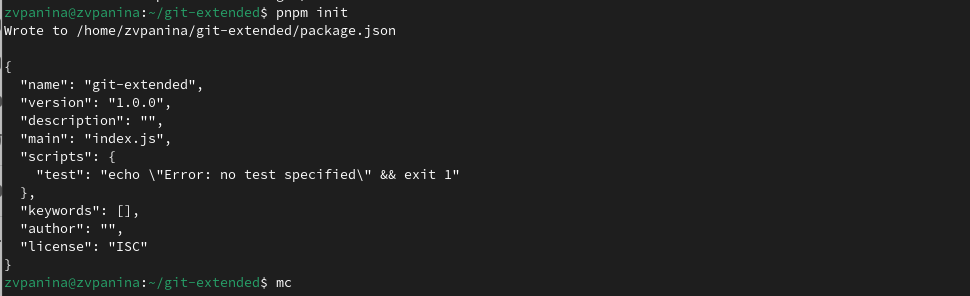 zvpanina@zvpanina:~/git-extended$ pnpm init
Wrote to /home/zvpanina/git-extended/package.json
{
  "name": "git-extended",
  "version": "1.0.0",
  "description": "",
  "main": "index.js",
  "scripts": {
    "test": "echo \"Error: no test specified\" && exit 1"
  },
  "keywords": [],
  "author": "",
  "license": "ISC"
}
zvpanina@zvpanina:~/git-extended$ mc